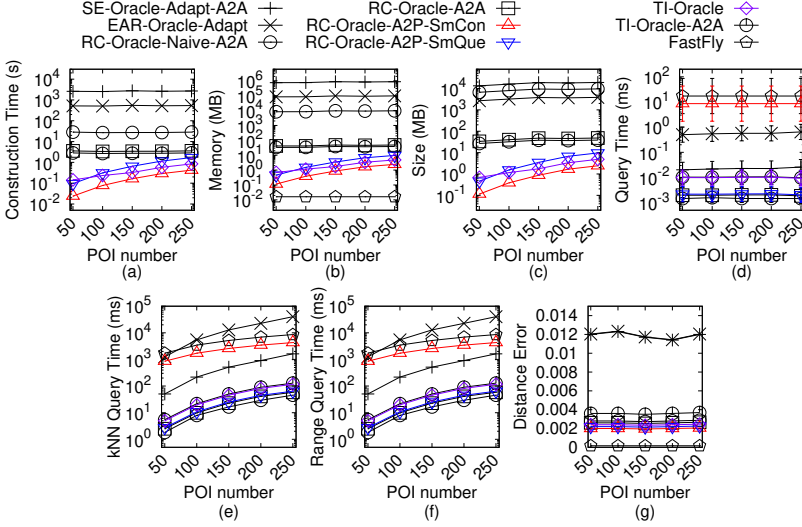 SE-Oracle-Adapt-A2A RC-Oracle-A2A TI-Oracle
EAR-Oracle-Adapt RC-Oracle-A2P-SmCon TI-Oracle-A2A
RC-Oracle-Naive-A2A RC-Oracle-A2P-SmQue FastFly
Construction Time (s)
10^4
10^3
10^2
10^1
10^0
10^-1
10^-2
50 100 150 200 250
POI number
(a)
Memory (MB)
10^6
10^5
10^4
10^3
10^2
10^1
10^0
10^-1
10^-2
50 100 150 200 250
POI number
(b)
Size (MB)
10^4
10^3
10^2
10^1
10^0
10^-1
50 100 150 200 250
POI number
(c)
Query Time (ms)
10^2
10^1
10^0
10^-1
10^-2
10^-3
50 100 150 200 250
POI number
(d)
kNN Query Time (ms)
10^5
10^4
10^3
10^2
10^1
10^0
50 100 150 200 250
POI number
(e)
Range Query Time (ms)
10^5
10^4
10^3
10^2
10^1
10^0
50 100 150 200 250
POI number
(f)
Distance Error
0.014
0.012
0.01
0.008
0.006
0.004
0.002
0
50 100 150 200 250
POI number
(g)